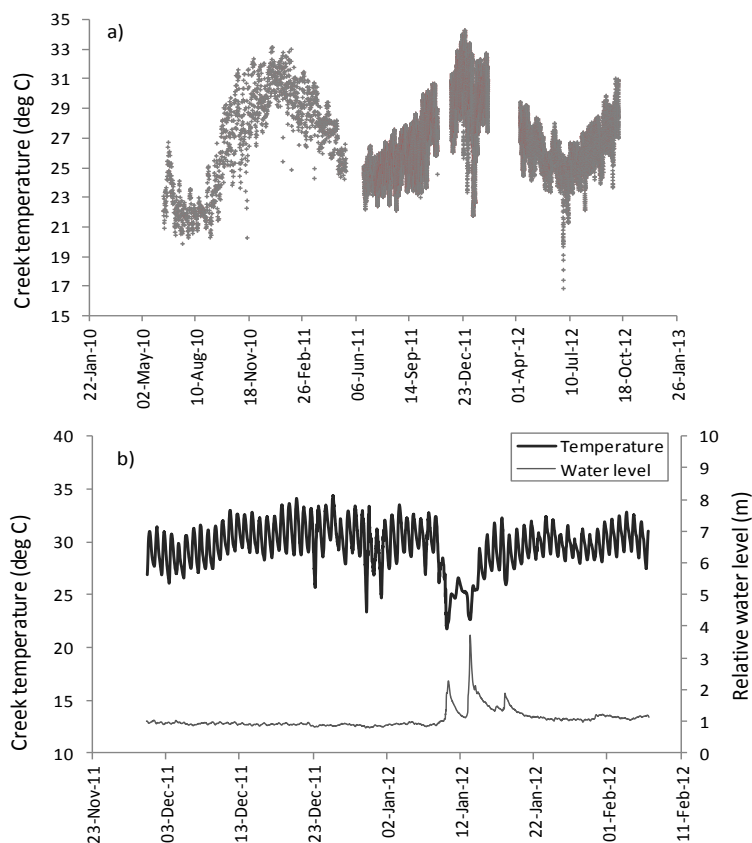 a)
Creek temperature (deg C)
35
33
31
29
27
25
23
21
19
17
15
22-Jan-10
02-May-10
10-Aug-10
18-Nov-10
26-Feb-11
06-Jun-11
14-Sep-11
23-Dec-11
01-Apr-12
10-Jul-12
18-Oct-12
26-Jan-13
b)
Temperature
Water level
Creek temperature (deg C)
40
35
30
25
20
15
10
Relative water level (m)
10
9
8
7
6
5
4
3
2
1
0
23-Nov-11
03-Dec-11
13-Dec-11
23-Dec-11
02-Jan-12
12-Jan-12
22-Jan-12
01-Feb-12
11-Feb-12